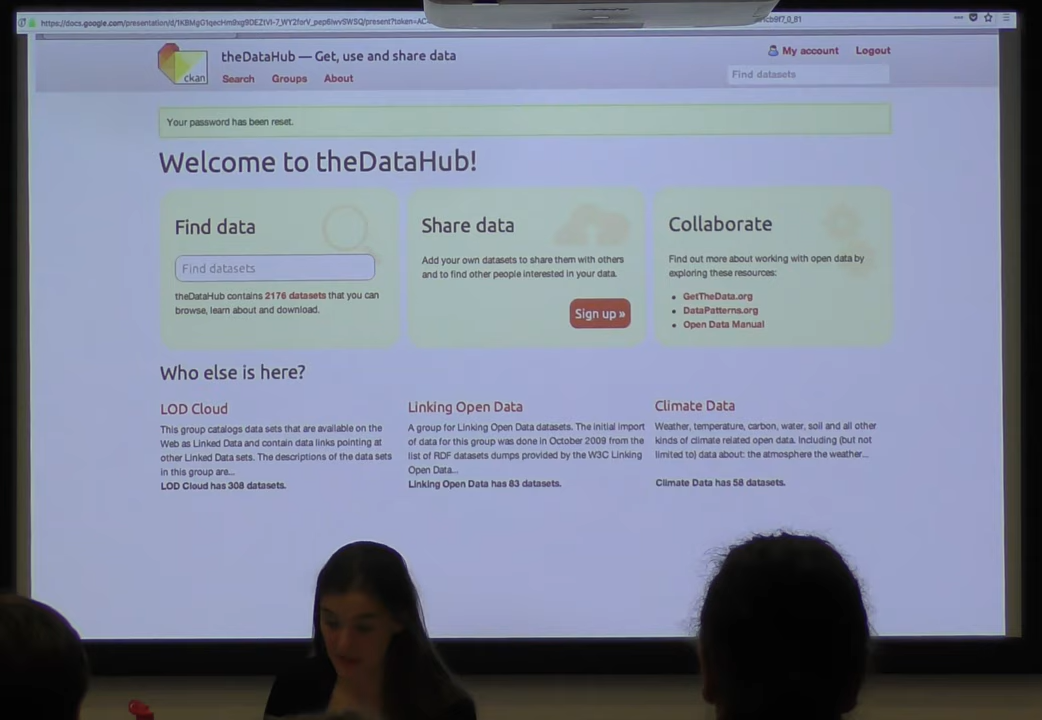 theDataHub — Get, use and share data
My account Logout
ckan
Search Groups About
Find datasets
Your password has been reset.
Welcome to theDataHub!
Find data
Find datasets
theDataHub contains 2176 datasets that you can
browse, learn about and download.
Share data
Add your own datasets to share them with others
and to find other people interested in your data.
Sign up »
Collaborate
Find out more about working with open data by
exploring these resources:
• GetTheData.org
• DataPatterns.org
• Open Data Manual
Who else is here?
LOD Cloud
This group catalogs data sets that are available on the
Web as Linked Data and contain data links pointing at
other Linked Data sets. The descriptions of the data sets
in this group are...
LOD Cloud has 308 datasets.
Linking Open Data
A group for Linking Open Data datasets. The initial import
of data for this group was done in October 2009 from the
list of RDF datasets dumps provided by the W3C Linking
Open Data...
Linking Open Data has 83 datasets.
Climate Data
Weather, temperature, carbon, water, soil and all other
kinds of climate related open data. Including (but not
limited to) data about: the atmosphere the weather...
Climate Data has 58 datasets.